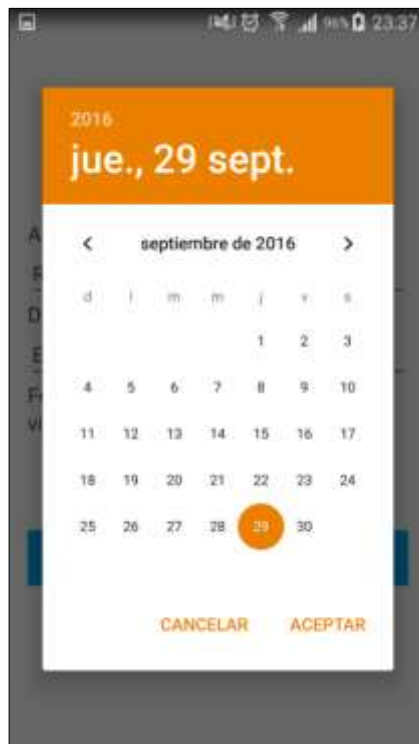 96% 23:37
2016
jue., 29 sept.
septiembre de 2016
d l m m j v s
1 2 3
4 5 6 7 8 9 10
11 12 13 14 15 16 17
18 19 20 21 22 23 24
25 26 27 28 29 30
CANCELAR ACEPTAR